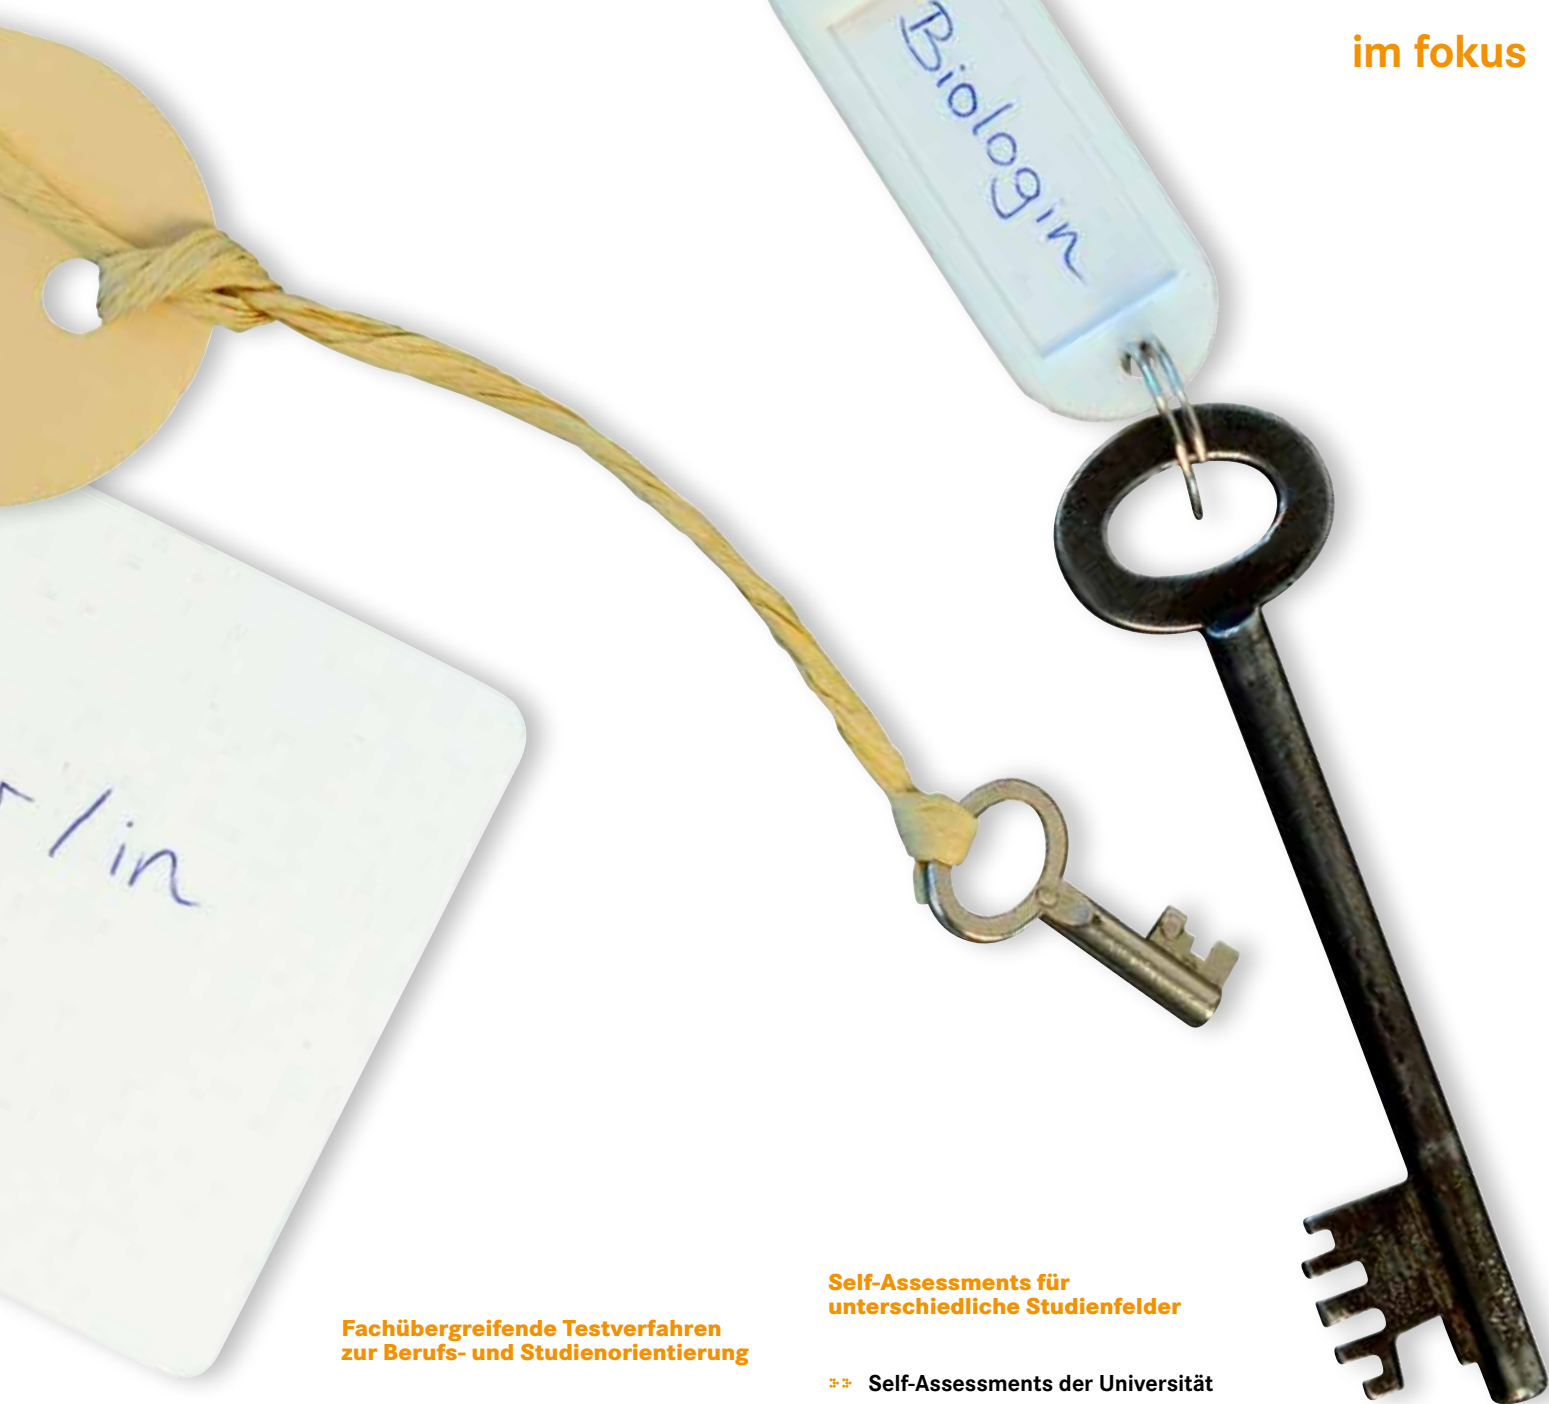 im fokus
Biologin
/in
Fachübergreifende Testverfahren
zur Berufs- und Studienorientierung
Self-Assessments für
unterschiedliche Studienfelder
Self-Assessments der Universität